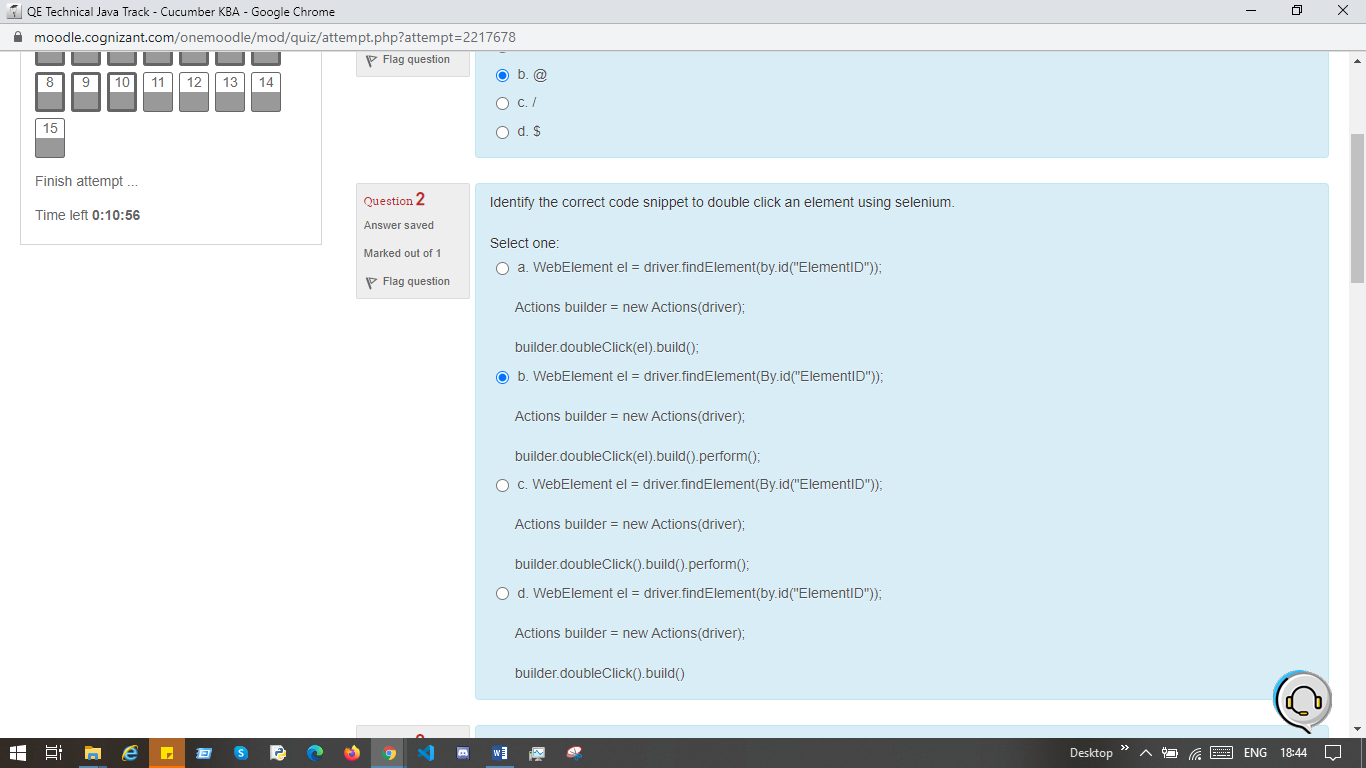 QE Technical Java Track - Cucumber KBA - Google Chrome
moodle.cognizant.com/onemoodle/mod/quiz/attempt.php?attempt=2217678
8 9 10 11 12 13 14
15
Finish attempt ...
Time left 0:10:56
Flag question
b. @
c. /
d. $
Question 2
Answer saved
Marked out of 1
Flag question
Identify the correct code snippet to double click an element using selenium.
Select one:
a. WebElement el = driver.findElement(by.id("ElementID"));
Actions builder = new Actions(driver);
builder.doubleClick(el).build();
b. WebElement el = driver.findElement(By.id("ElementID"));
Actions builder = new Actions(driver);
builder.doubleClick(el).build().perform();
c. WebElement el = driver.findElement(By.id("ElementID"));
Actions builder = new Actions(driver);
builder.doubleClick().build().perform();
d. WebElement el = driver.findElement(by.id("ElementID"));
Actions builder = new Actions(driver);
builder.doubleClick().build()
Desktop
ENG
18:44